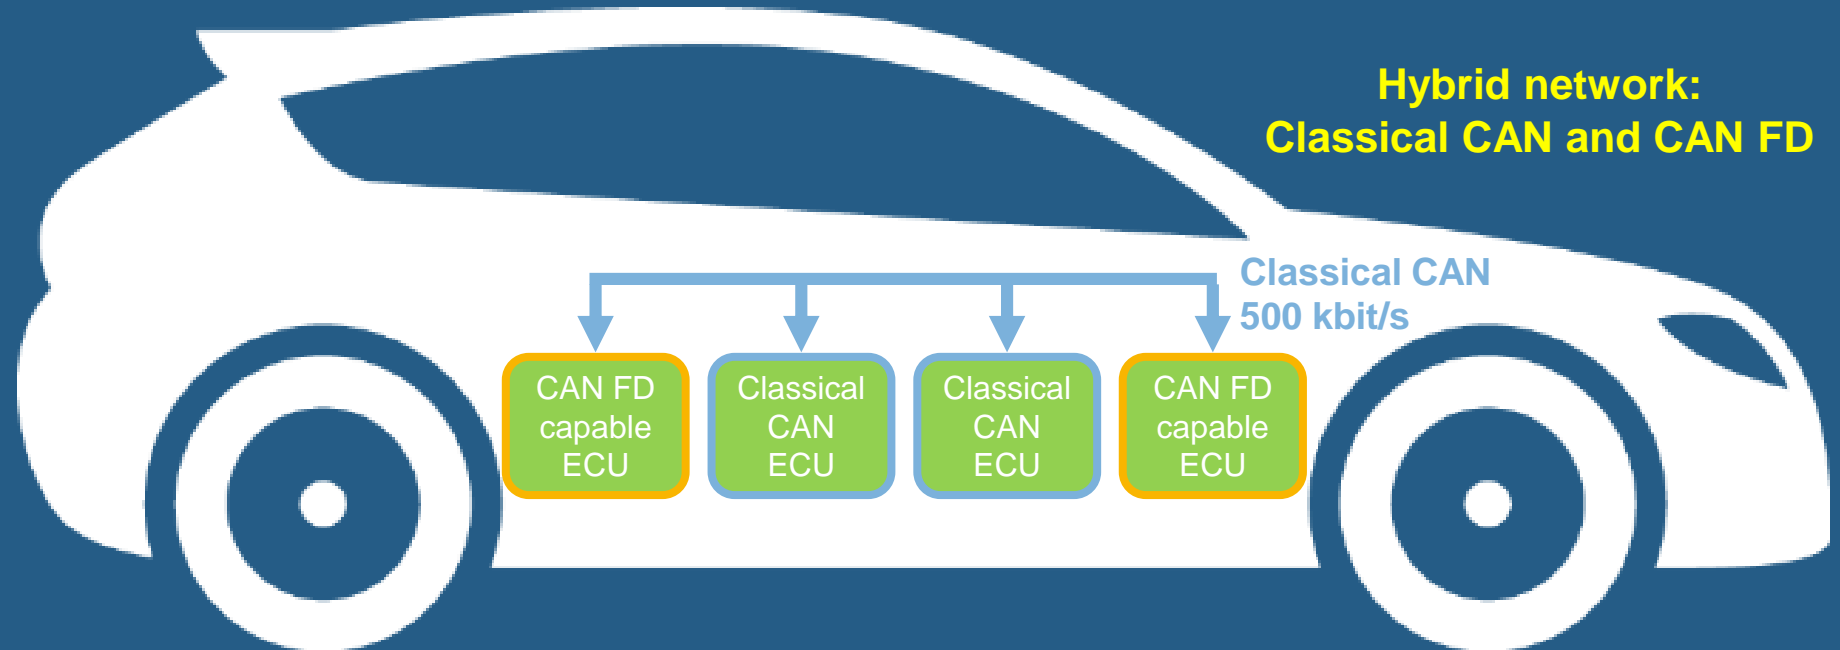 Hybrid network:
Classical CAN and CAN FD
Classical CAN
500 kbit/s
CAN FD
capable
ECU
Classical
CAN
ECU
Classical
CAN
ECU
CAN FD
capable
ECU